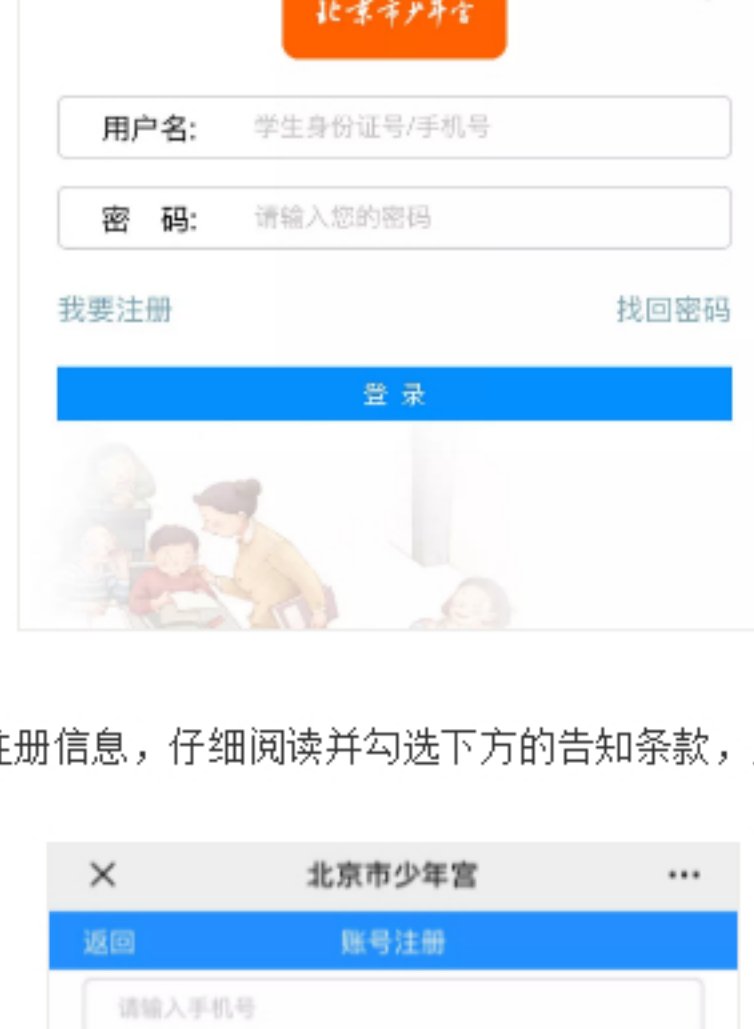 北京市少年宫
用户名: 学生身份证号/手机号
密 码: 请输入您的密码
我要注册 找回密码
登 录
注册信息，仔细阅读并勾选下方的告知条款，
北京市少年宫
返回 账号注册
请输入手机号